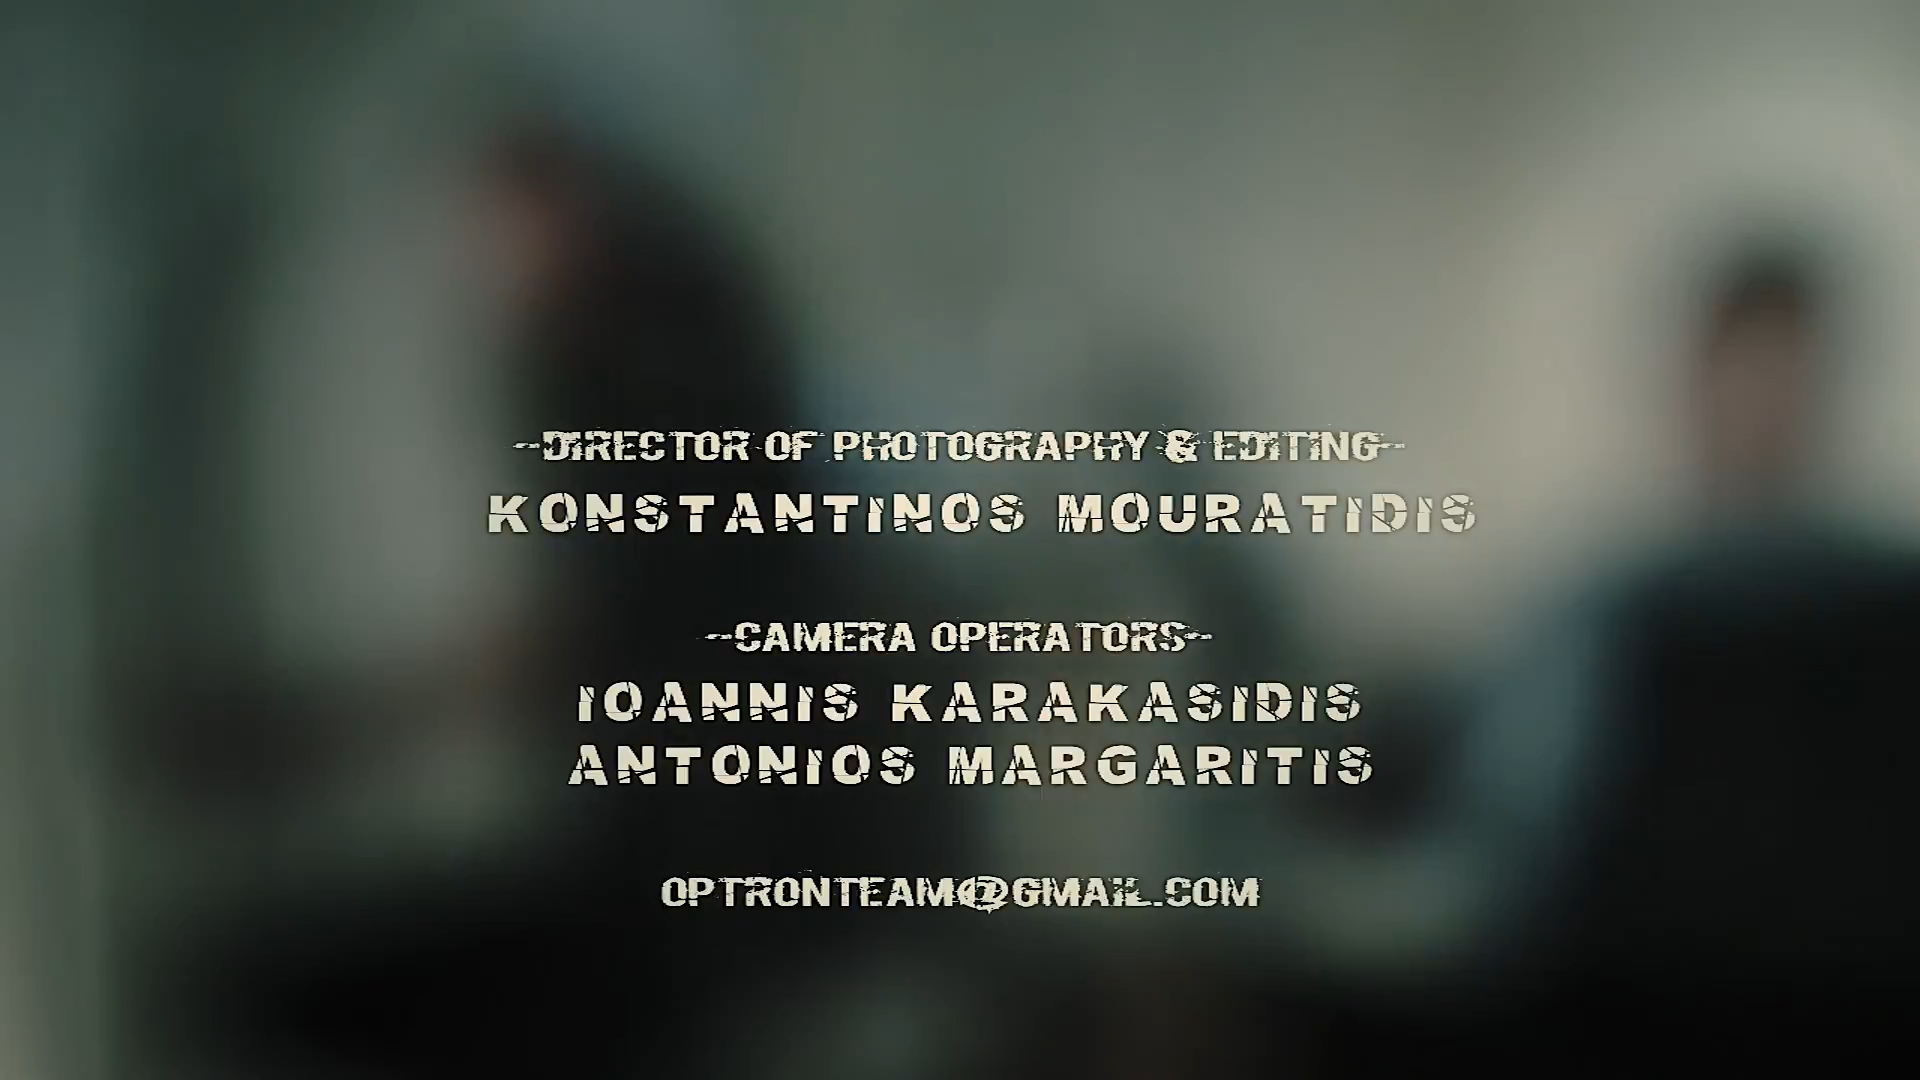 -DIRECTOR OF PHOTOGRAPHY & EDITING-
KONSTANTINOS MOURATIDIS
-CAMERA OPERATORS-
IOANNIS KARAKASIDIS
ANTONIOS MARGARITIS
OPTRONTEAM@GMAIL.COM